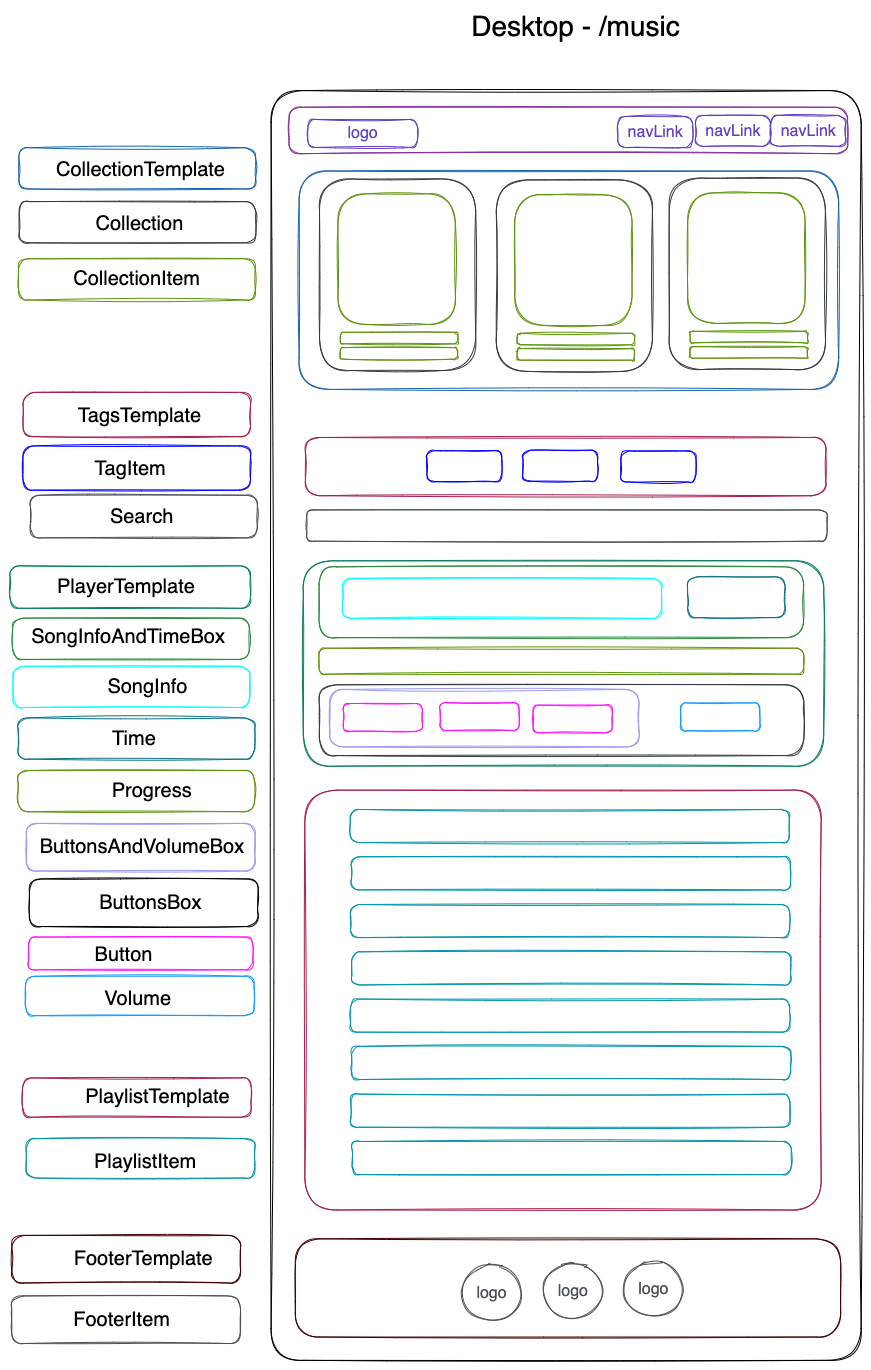 Desktop - /music
logo
navLink
navLink
navLink
CollectionTemplate
Collection
CollectionItem
TagsTemplate
TagItem
Search
PlayerTemplate
SongInfoAndTimeBox
SongInfo
Time
Progress
ButtonsAndVolumeBox
ButtonsBox
Button
Volume
PlaylistTemplate
PlaylistItem
FooterTemplate
FooterItem
logo
logo
logo